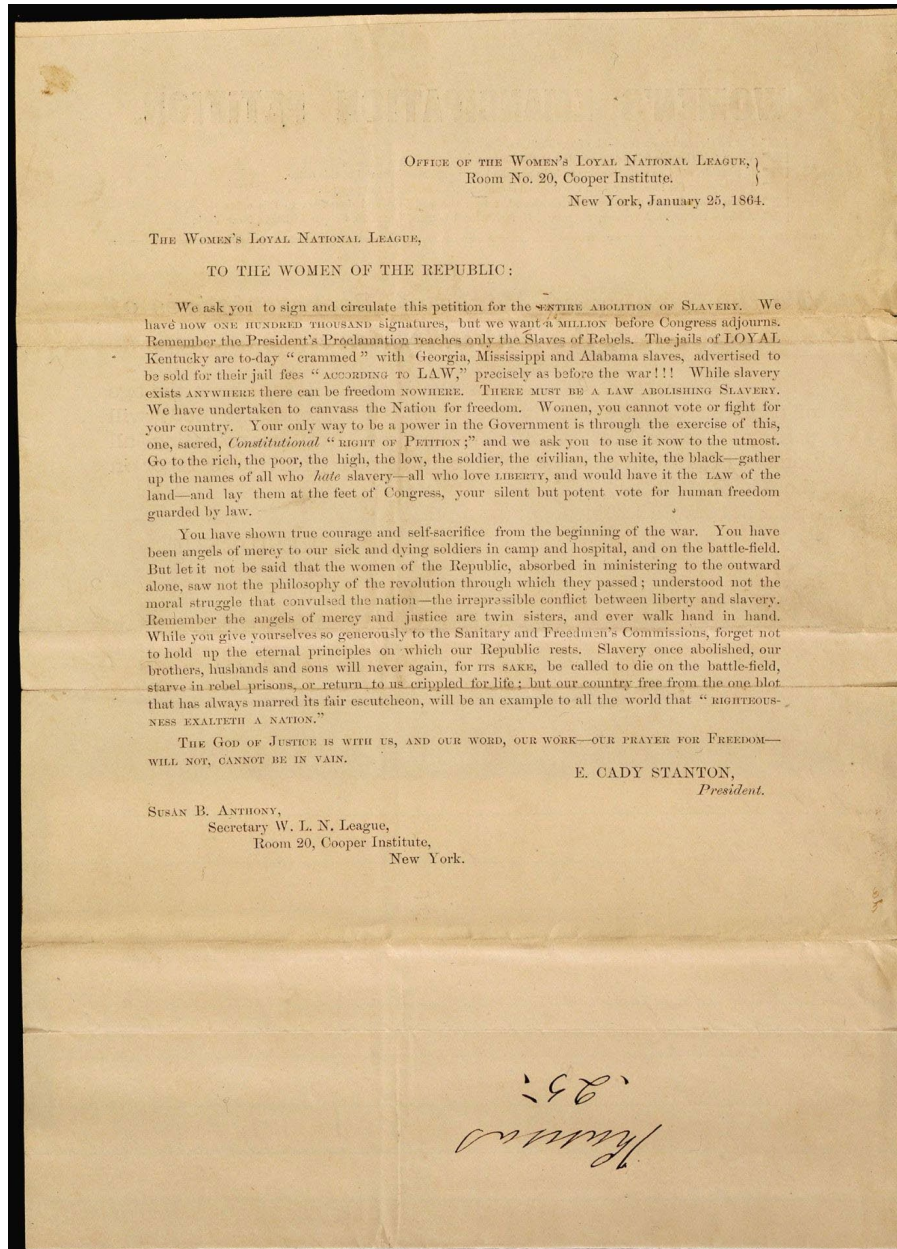 OFFICE OF THE WOMEN'S LOYAL NATIONAL LEAGUE, }
ROOM NO. 20, COOPER INSTITUTE. }
NEW YORK, JANUARY 25, 1864.
THE WOMEN'S LOYAL NATIONAL LEAGUE,
TO THE WOMEN OF THE REPUBLIC:
We ask you to sign and circulate this petition for the ENTIRE ABOLITION OF SLAVERY. We
have now ONE HUNDRED THOUSAND signatures, but we want a MILLION before Congress adjourns.
Remember the President's Proclamation reaches only the Slaves of Rebels. The jails of LOYAL
Kentucky are to-day "crammed" with Georgia, Mississippi and Alabama slaves, advertised to
be sold for their jail fees "ACCORDING TO LAW," precisely as before the war!!! While slavery
exists ANYWHERE there can be freedom NOWHERE. THERE MUST BE A LAW ABOLISHING SLAVERY.
We have undertaken to canvass the Nation for freedom. Women, you cannot vote or fight for
your country. Your only way to be a power in the Government is through the exercise of this,
one, sacred, Constitutional "RIGHT OF PETITION;" and we ask you to use it now to the utmost.
Go to the rich, the poor, the high, the low, the soldier, the civilian, the white, the black—gather
up the names of all who hate slavery—all who love LIBERTY, and would have it the LAW of the
land—and lay them at the feet of Congress, your silent but potent vote for human freedom
guarded by law.
You have shown true courage and self-sacrifice from the beginning of the war. You have
been angels of mercy to our sick and dying soldiers in camp and hospital, and on the battle-field.
But let it not be said that the women of the Republic, absorbed in ministering to the outward
alone, saw not the philosophy of the revolution through which they passed; understood not the
moral struggle that convulsed the nation—the irrepressible conflict between liberty and slavery.
Remember the angels of mercy and justice are twin sisters, and ever walk hand in hand.
While you give yourselves so generously to the Sanitary and Freedmen's Commissions, forget not
to hold up the eternal principles on which our Republic rests. Slavery once abolished, our
brothers, husbands and sons will never again, for ITS SAKE, be called to die on the battle-field,
starve in rebel prisons, or return to us crippled for life; but our country free from the one blot
that has always marred its fair escutcheon, will be an example to all the world that "RIGHTEOUS-
NESS EXALTETH A NATION."
THE GOD OF JUSTICE IS WITH US, AND OUR WORD, OUR WORK—OUR PRAYER FOR FREEDOM—
WILL NOT, CANNOT BE IN VAIN.
E. CADY STANTON,
President.
SUSAN B. ANTHONY,
Secretary W. L. N. League,
Room 20, Cooper Institute,
New York.
Kansas
25